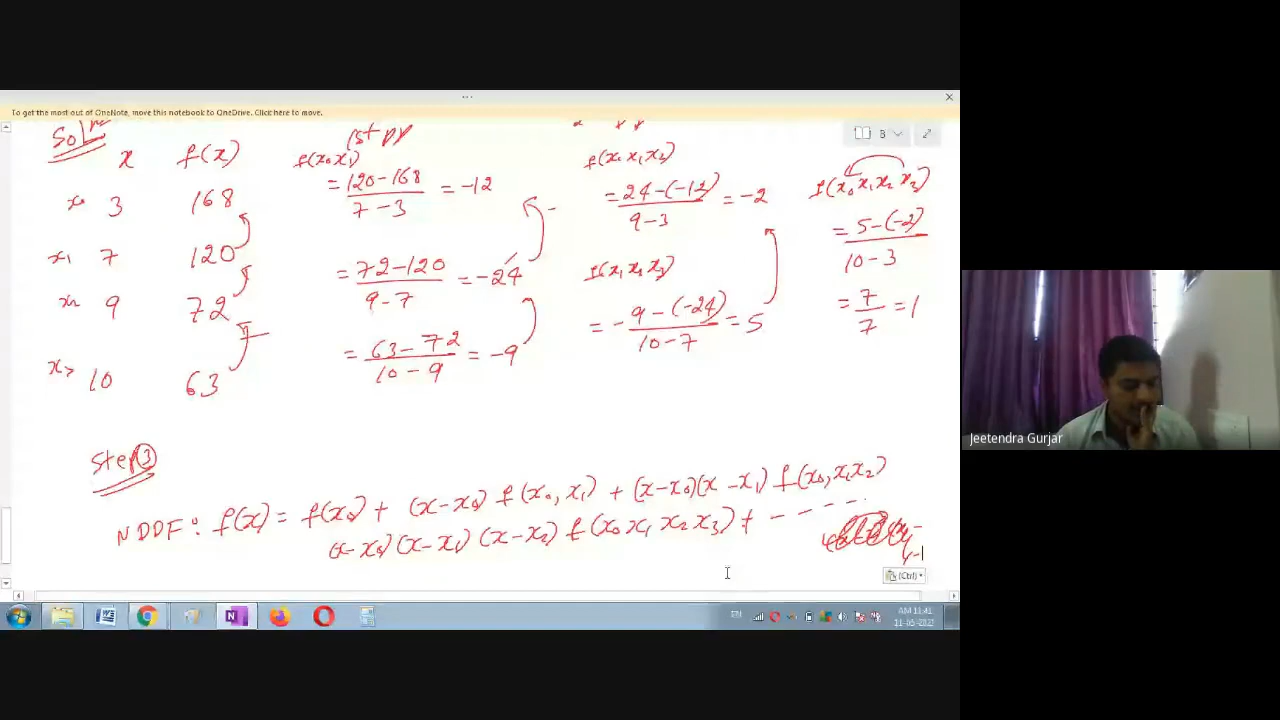 To get the most out of OneNote, move this notebook to OneDrive. Click here to move.
Soln
x f(x)
1st
f(x0 x1)
f(x0 x1 x2)
f(x0 x1 x2 x3)
x0 3 168 = 120-168 / 7-3 = -12
= 24-(-12) / 9-3 = -2
= 5-(-2) / 10-3
x1 7 120 = 72-120 / 9-7 = -24
f(x1 x2 x3)
= 7/7 = 1
x2 9 72
= - 9-(-24) / 10-7 = 5
= 63-72 / 10-9 = -9
x3 10 63
Step 3
NDDF: f(x) = f(x0) + (x-x0) f(x0, x1) + (x-x0)(x-x1) f(x0, x1 x2)
(x-x0)(x-x1)(x-x2) f(x0 x1 x2 x3) + - - - - -
(Ctrl)
Jeetendra Gurjar
EN
AM 11:41